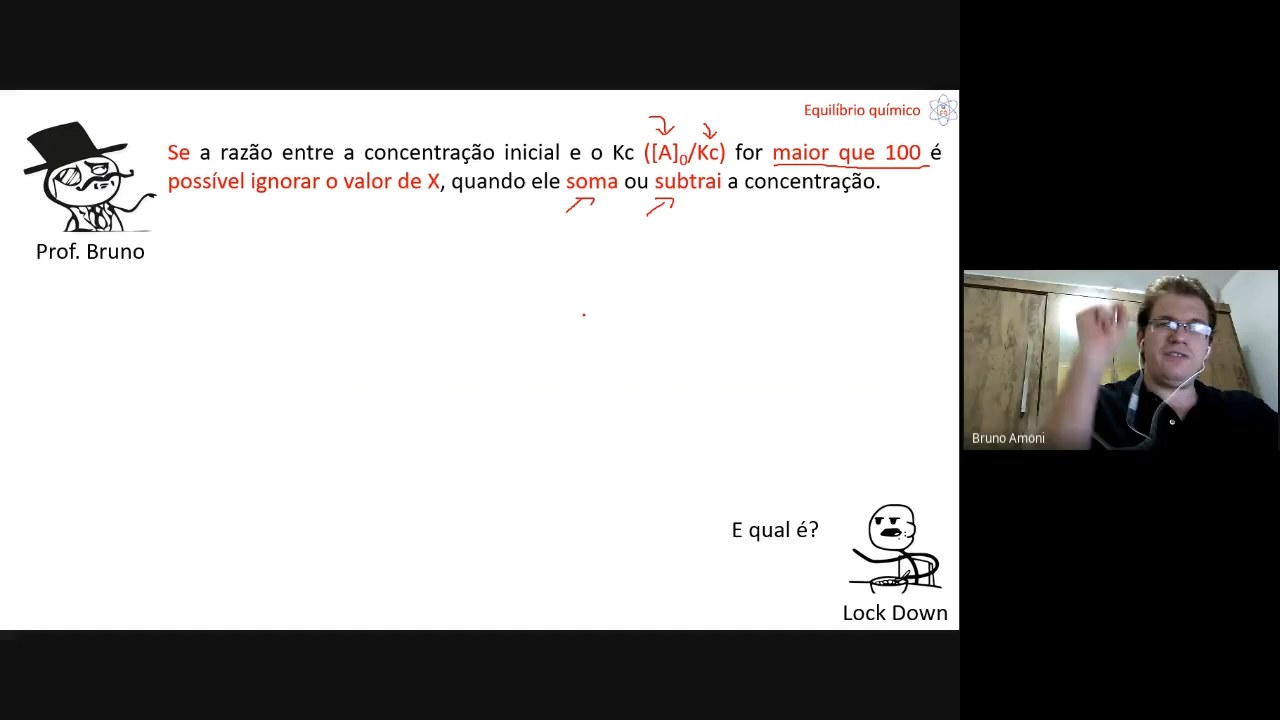 Equilíbrio químico
Se a razão entre a concentração inicial e o Kc ([A]₀/Kc) for maior que 100 é
possível ignorar o valor de X, quando ele soma ou subtrai a concentração.
Prof. Bruno
E qual é?
Lock Down
Bruno Amoni